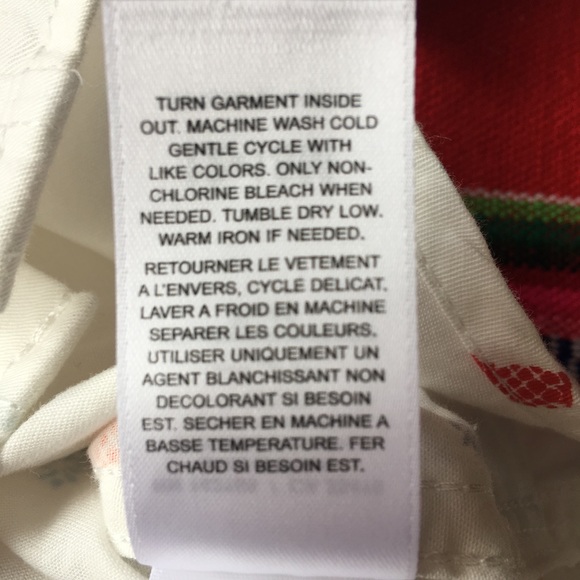 TURN GARMENT INSIDE
OUT. MACHINE WASH COLD
GENTLE CYCLE WITH
LIKE COLORS. ONLY NON-
CHLORINE BLEACH WHEN
NEEDED. TUMBLE DRY LOW.
WARM IRON IF NEEDED.
RETOURNER LE VETEMENT
A L'ENVERS, CYCLE DELICAT.
LAVER A FROID EN MACHINE
SEPARER LES COULEURS.
UTILISER UNIQUEMENT UN
AGENT BLANCHISSANT NON
DECOLORANT SI BESOIN
EST. SECHER EN MACHINE A
BASSE TEMPERATURE. FER
CHAUD SI BESOIN EST.